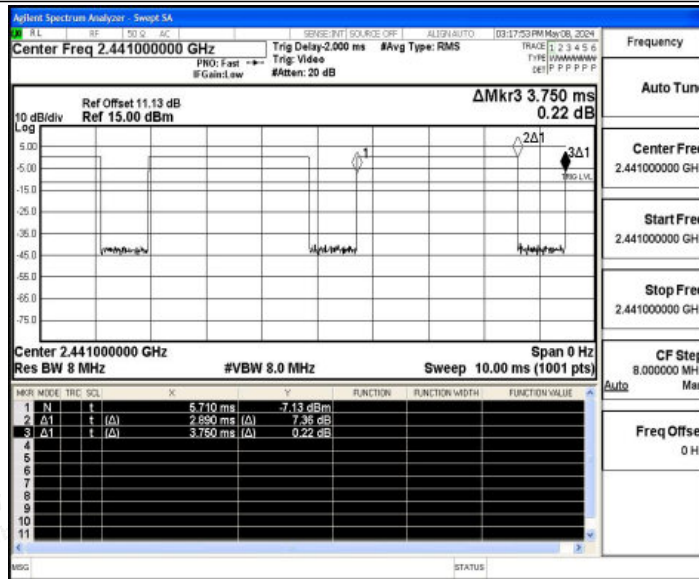 Agilent Spectrum Analyzer - Swept SA
RL RF 50 Ω AC SENSE:INT SOURCE OFF ALIGN AUTO 03:17:53 PM May 08, 2024
Center Freq 2.441000000 GHz
PNO: Fast
IFGain:Low
Trig Delay-2.000 ms
Trig: Video
#Atten: 20 dB
#Avg Type: RMS
TRACE 1 2 3 4 5 6
TYPE WWWWWW
DET P P P P P P
Frequency
Auto Tune
Ref Offset 11.13 dB
10 dB/div Ref 15.00 dBm
ΔMkr3 3.750 ms
0.22 dB
Log
5.00
-5.00
-15.0
-25.0
-35.0
-45.0
-55.0
-65.0
-75.0
1
2Δ1
3Δ1
TRIG LVL
Center Fre
2.441000000 GH
Start Fre
2.441000000 GH
Stop Fre
2.441000000 GH
CF Step
8.000000 MH
Auto Ma
Freq Offse
0 H
Center 2.441000000 GHz Span 0 Hz
Res BW 8 MHz #VBW 8.0 MHz Sweep 10.00 ms (1001 pts)
MKR MODE TRC SCL X Y FUNCTION FUNCTION WIDTH FUNCTION VALUE
1 N t 5.710 ms -7.13 dBm
2 Δ1 t (Δ) 2.890 ms (Δ) 7.36 dB
3 Δ1 t (Δ) 3.750 ms (Δ) 0.22 dB
4
5
6
7
8
9
10
11
MSG STATUS